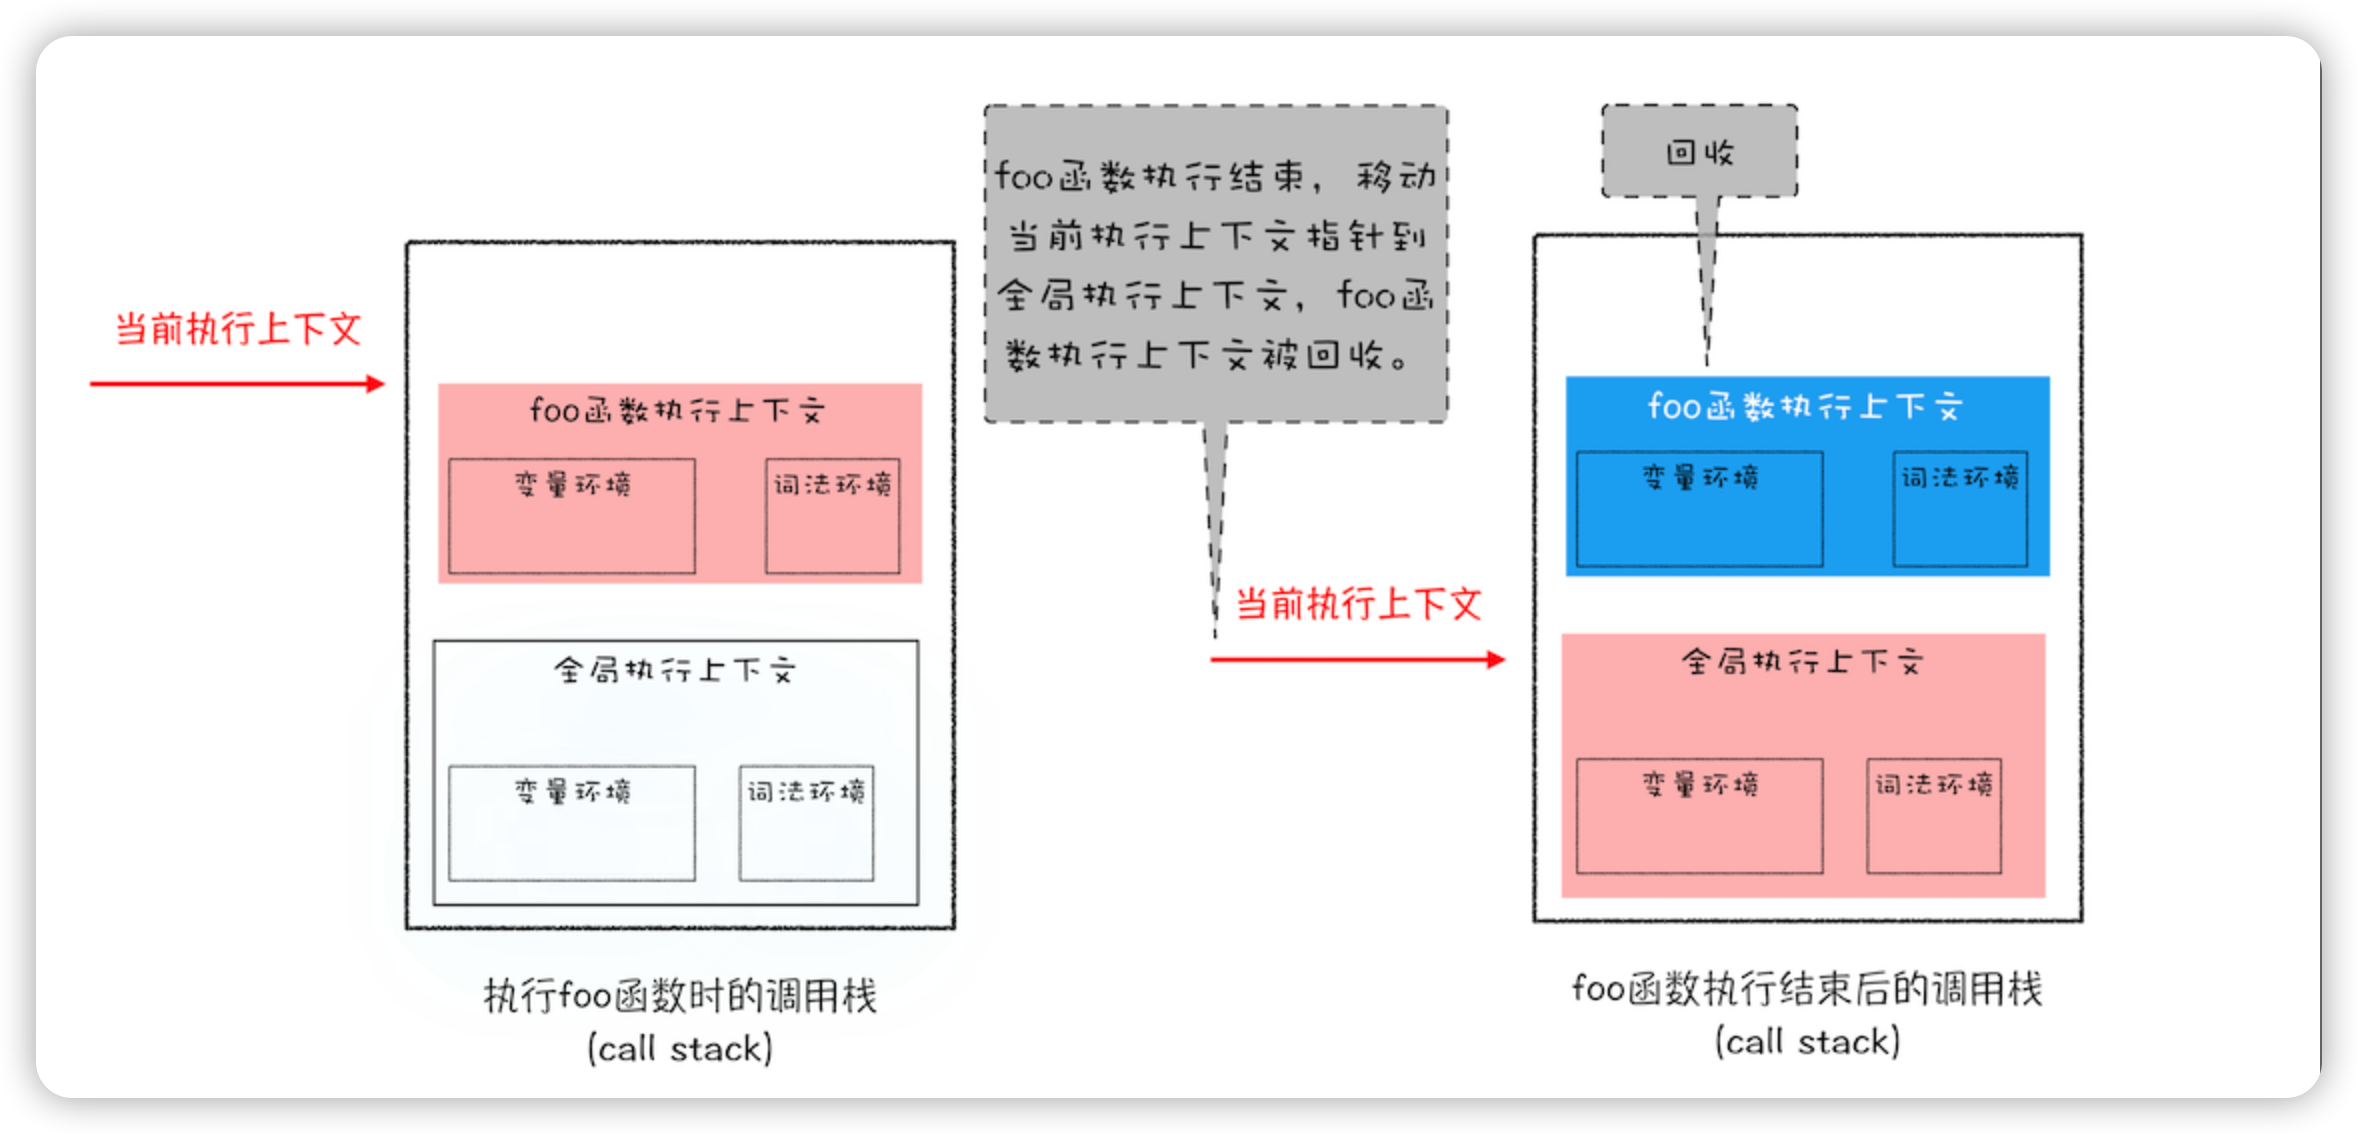 当前执行上下文
foo函数执行上下文
变量环境
词法环境
全局执行上下文
变量环境
词法环境
执行foo函数时的调用栈
(call stack)
foo函数执行结束，移动
当前执行上下文指针到
全局执行上下文，foo函
数执行上下文被回收。
当前执行上下文
回收
foo函数执行上下文
变量环境
词法环境
全局执行上下文
变量环境
词法环境
foo函数执行结束后的调用栈
(call stack)